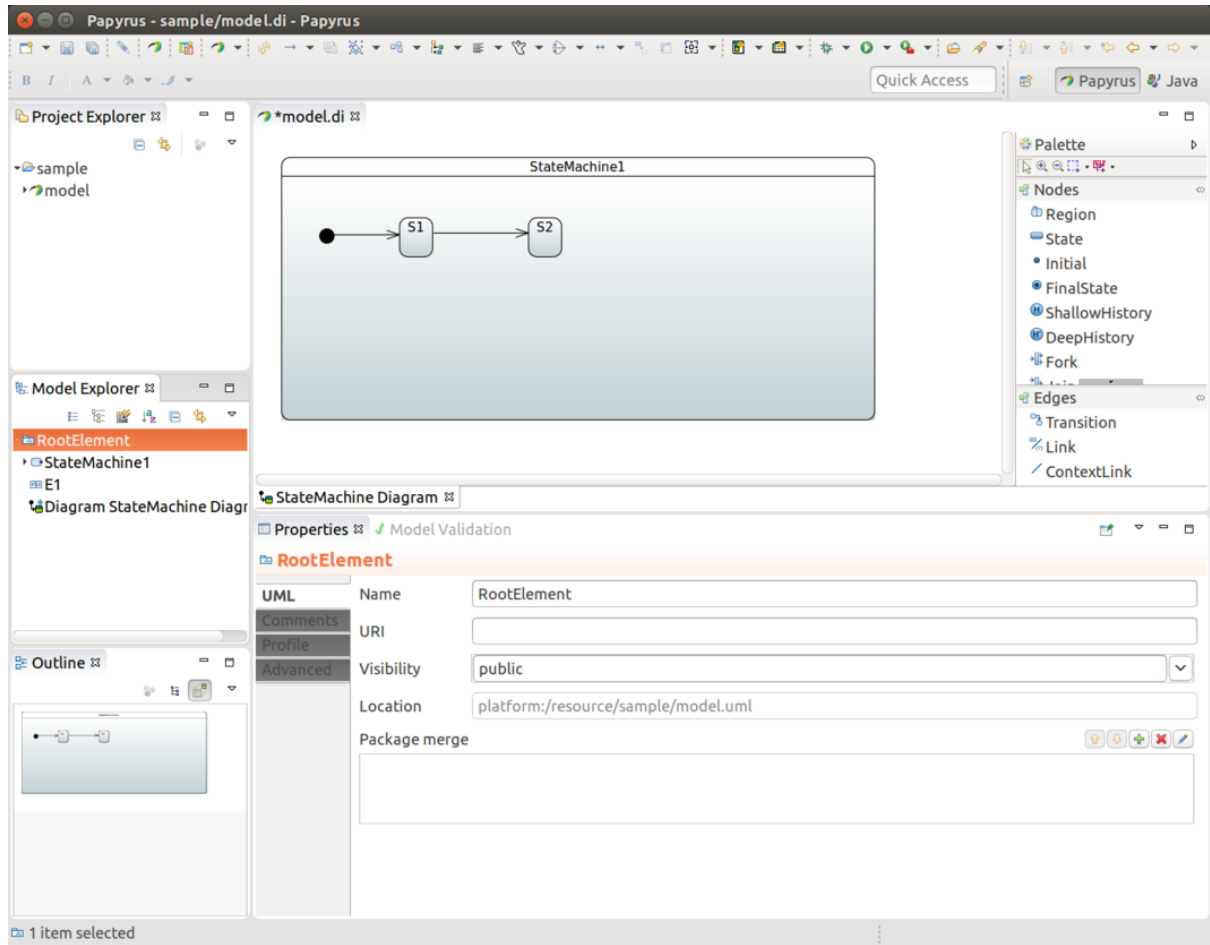 Papyrus - sample/model.di - Papyrus
B I A
Quick Access
Papyrus
Java
Project Explorer
sample
model
*model.di
StateMachine1
S1
S2
Palette
Nodes
Region
State
Initial
FinalState
ShallowHistory
DeepHistory
Fork
Edges
Transition
Link
ContextLink
Model Explorer
RootElement
StateMachine1
E1
Diagram StateMachine Diagr
StateMachine Diagram
Properties
Model Validation
RootElement
UML
Comments
Profile
Advanced
Name
RootElement
URI
Visibility
public
Location
platform:/resource/sample/model.uml
Package merge
Outline
1 item selected